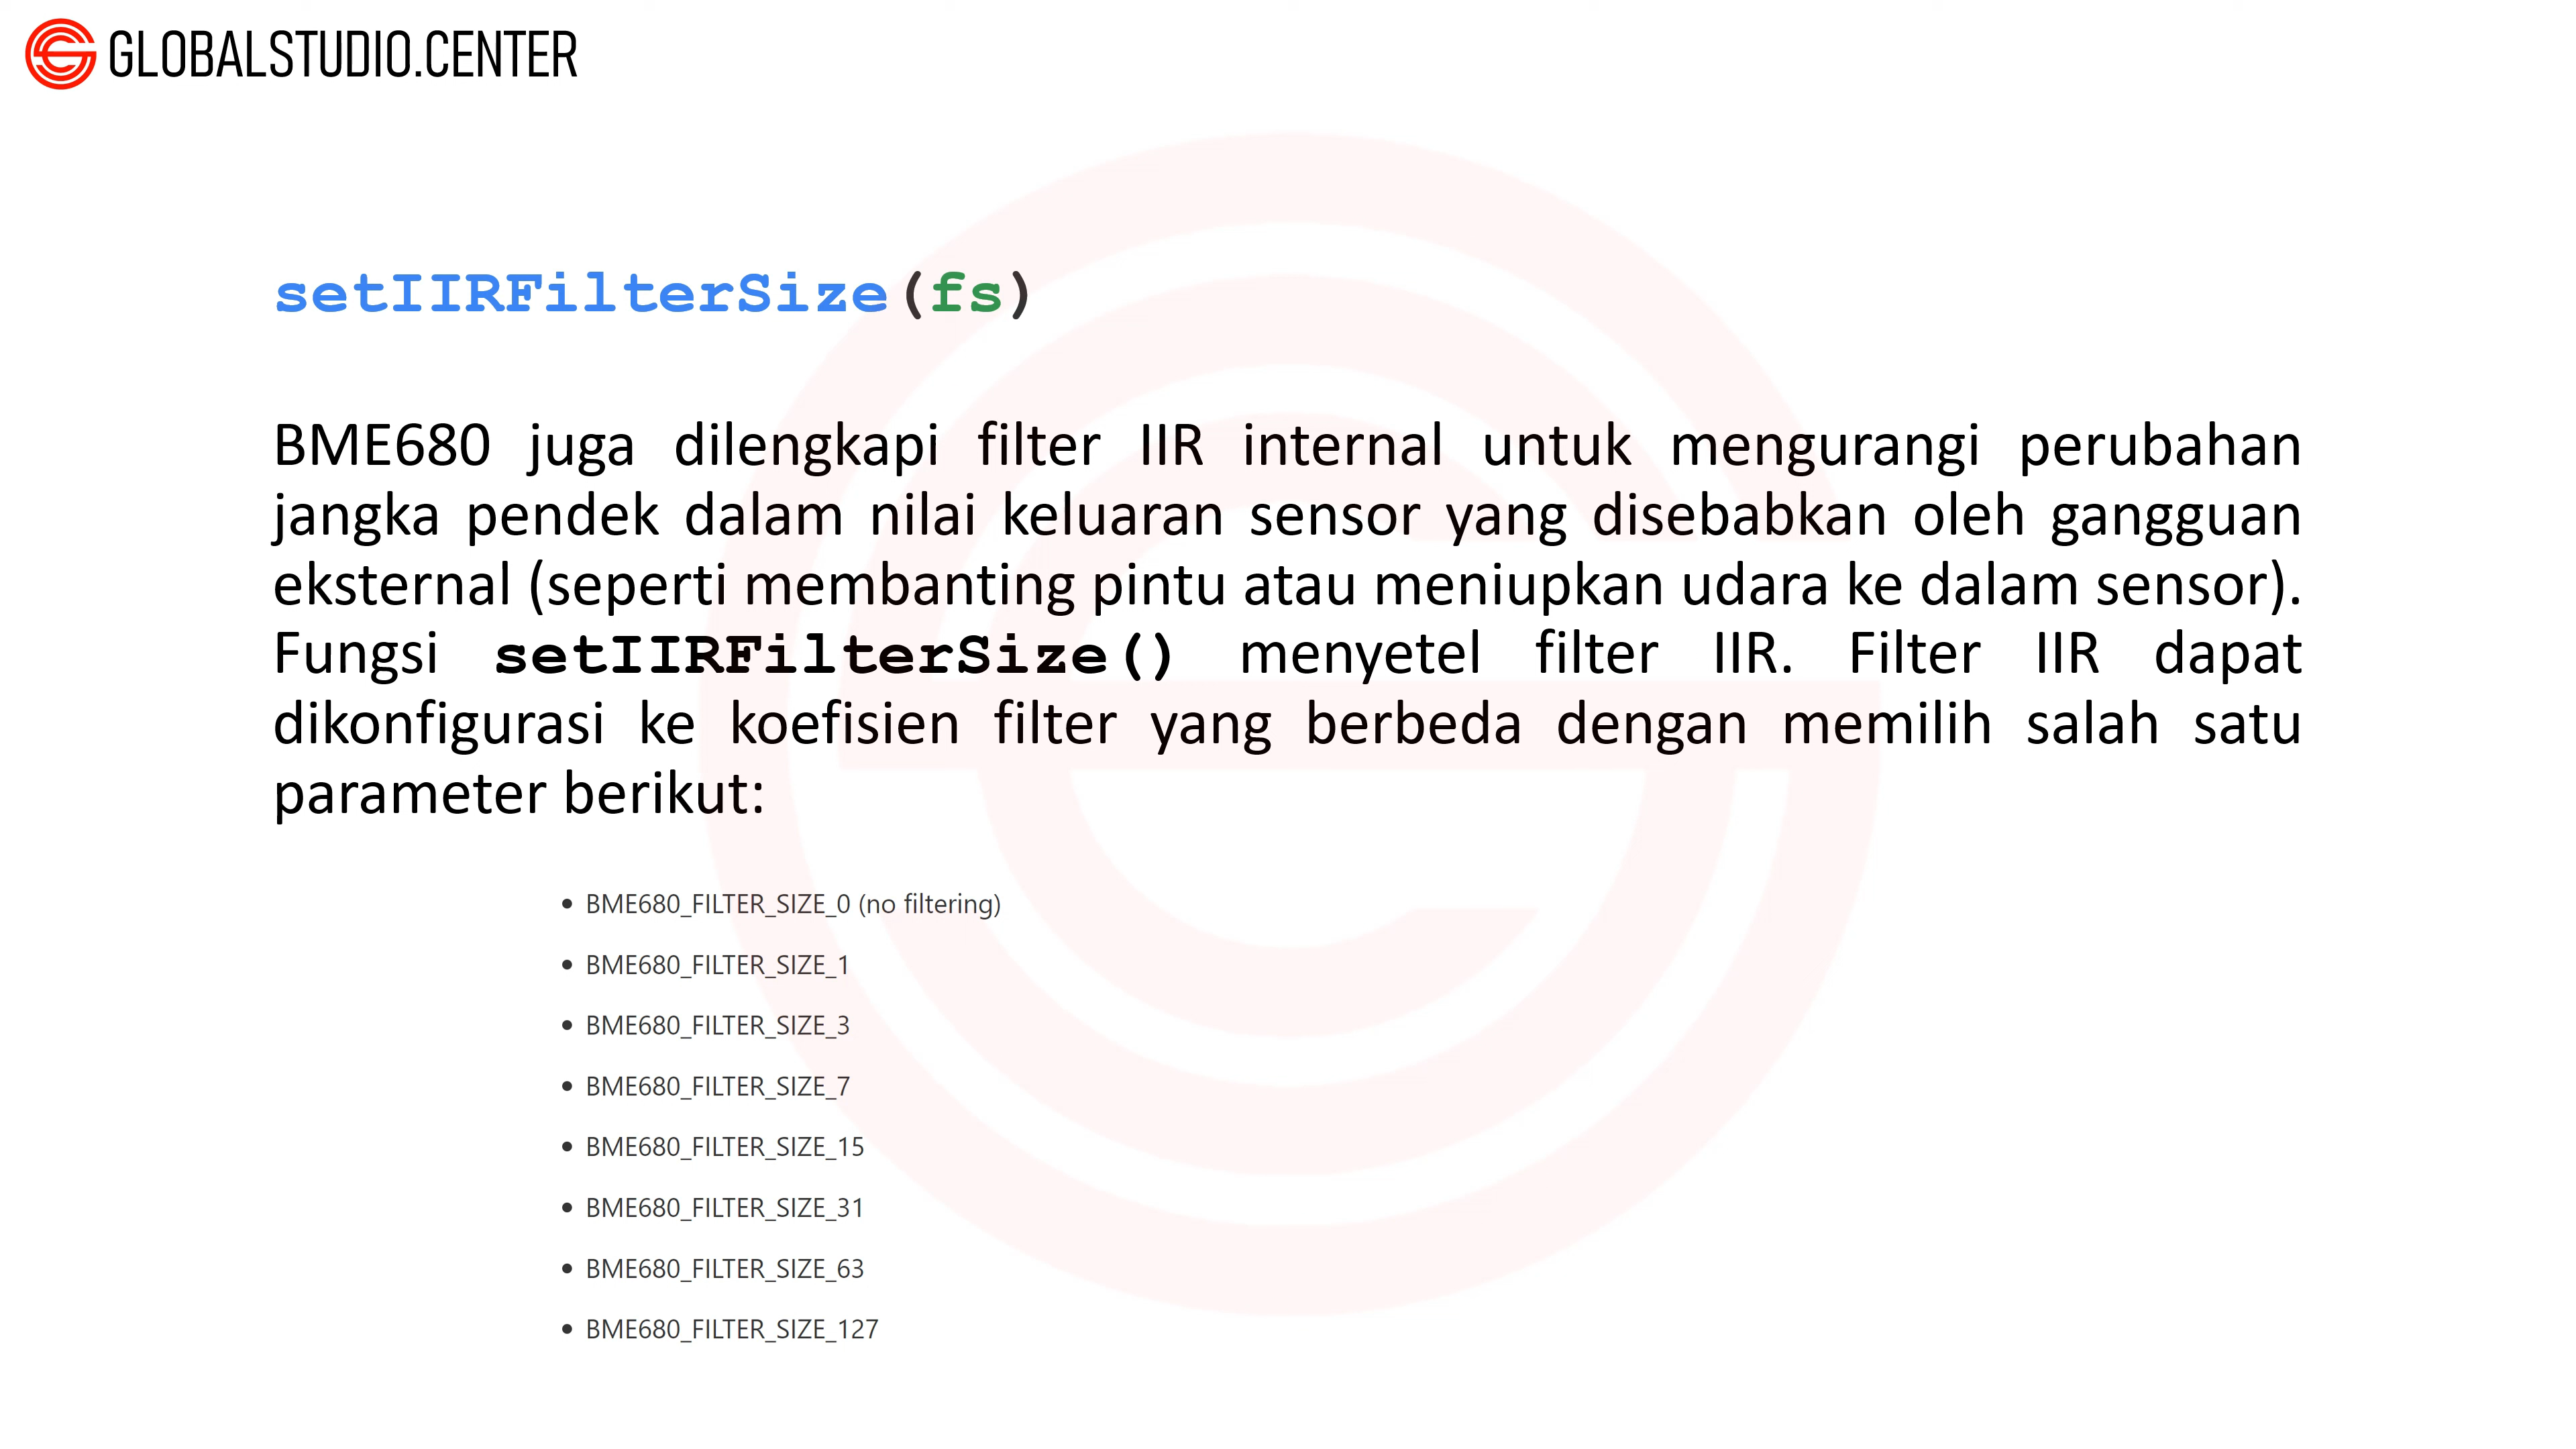 GLOBALSTUDIO.CENTER
setIIRFilterSize(fs)
BME680 juga dilengkapi filter IIR internal untuk mengurangi perubahan
jangka pendek dalam nilai keluaran sensor yang disebabkan oleh gangguan
eksternal (seperti membanting pintu atau meniupkan udara ke dalam sensor).
Fungsi setIIRFilterSize() menyetel filter IIR. Filter IIR dapat
dikonfigurasi ke koefisien filter yang berbeda dengan memilih salah satu
parameter berikut:
• BME680_FILTER_SIZE_0 (no filtering)
• BME680_FILTER_SIZE_1
• BME680_FILTER_SIZE_3
• BME680_FILTER_SIZE_7
• BME680_FILTER_SIZE_15
• BME680_FILTER_SIZE_31
• BME680_FILTER_SIZE_63
• BME680_FILTER_SIZE_127